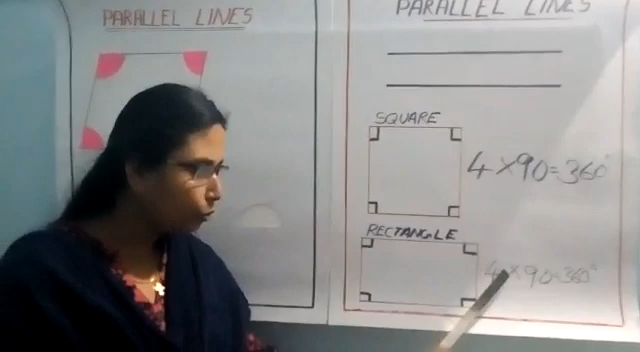 PARALLEL LINES
PARALLEL LINES
SQUARE
4×90=360°
RECTANGLE
4×90=360°